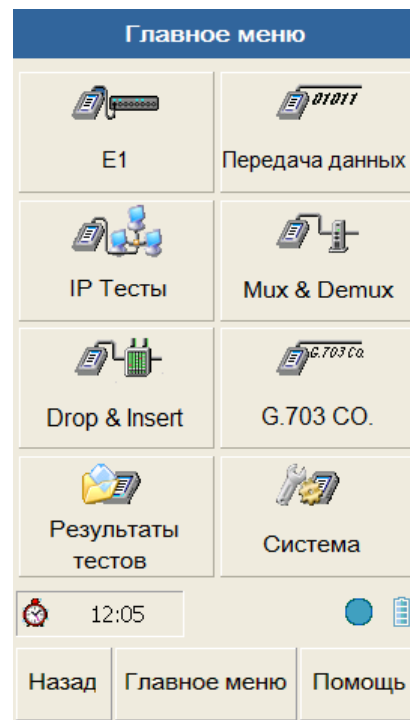 Главное меню
01011
E1
Передача данных
IP Тесты
Mux & Demux
G.703 Co.
Drop & Insert
G.703 CO.
Результаты
тестов
Система
12:05
Назад
Главное меню
Помощь